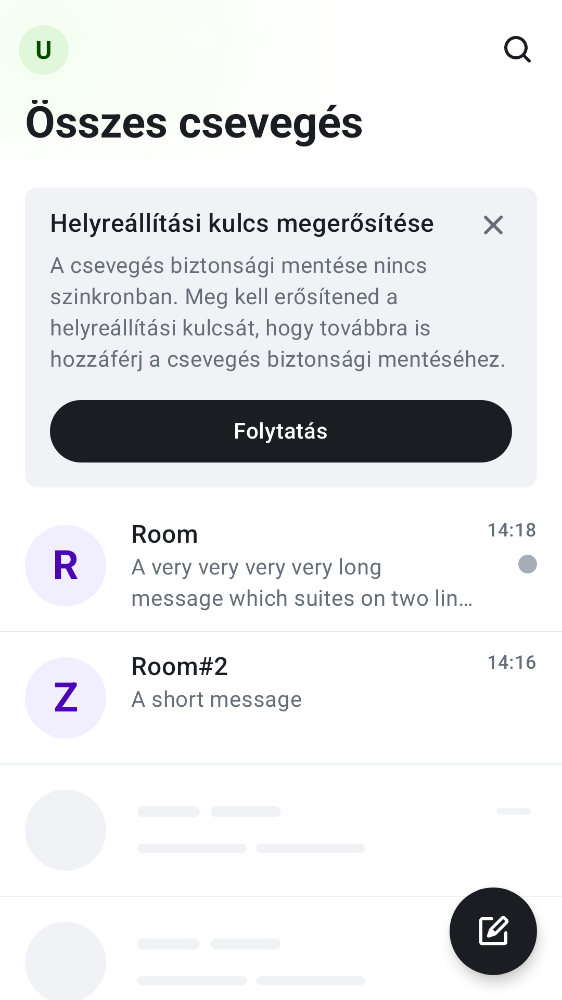 U
Összes csevegés
Helyreállítási kulcs megerősítése
A csevegés biztonsági mentése nincs
szinkronban. Meg kell erősítened a
helyreállítási kulcsát, hogy továbbra is
hozzáférj a csevegés biztonsági mentéséhez.
Folytatás
R
Room
14:18
A very very very very long
message which suites on two lin…
Z
Room#2
14:16
A short message